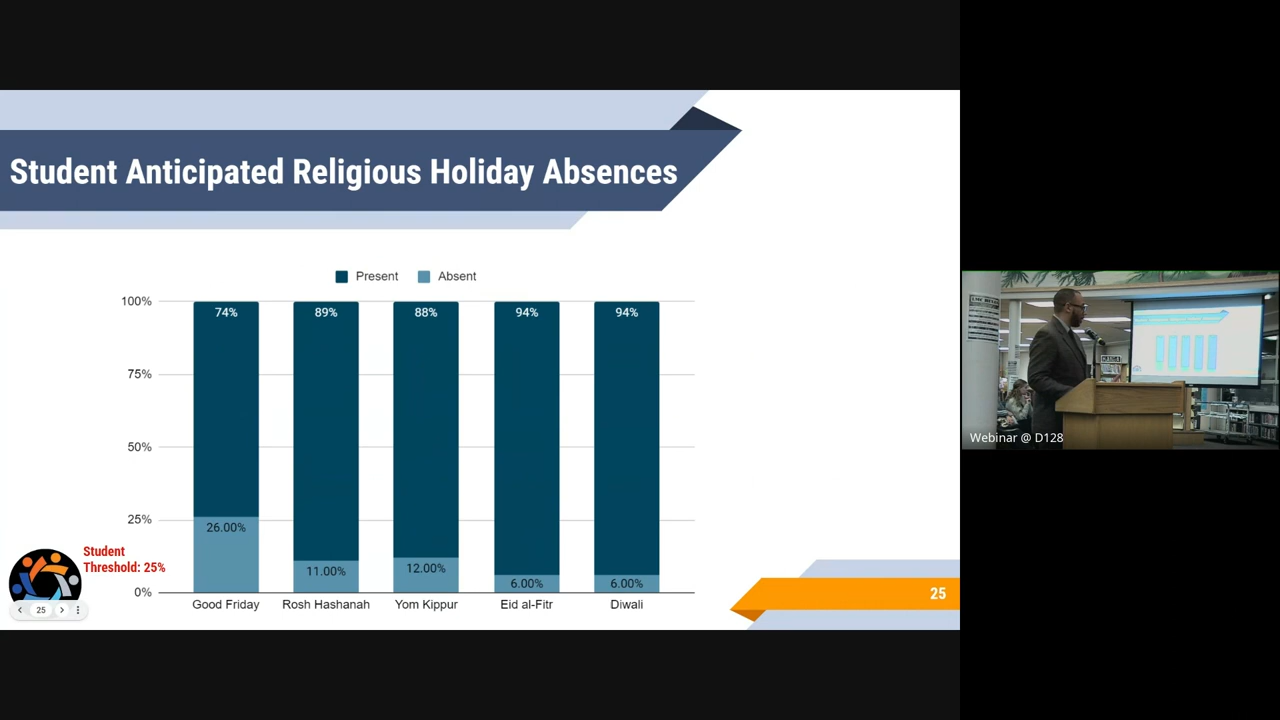 Student Anticipated Religious Holiday Absences
Present Absent
100%
75%
50%
25%
0%
74% 89% 88% 94% 94%
26.00% 11.00% 12.00% 6.00% 6.00%
Good Friday Rosh Hashanah Yom Kippur Eid al-Fitr Diwali
Student
Threshold: 25%
25
25
Webinar @ D128